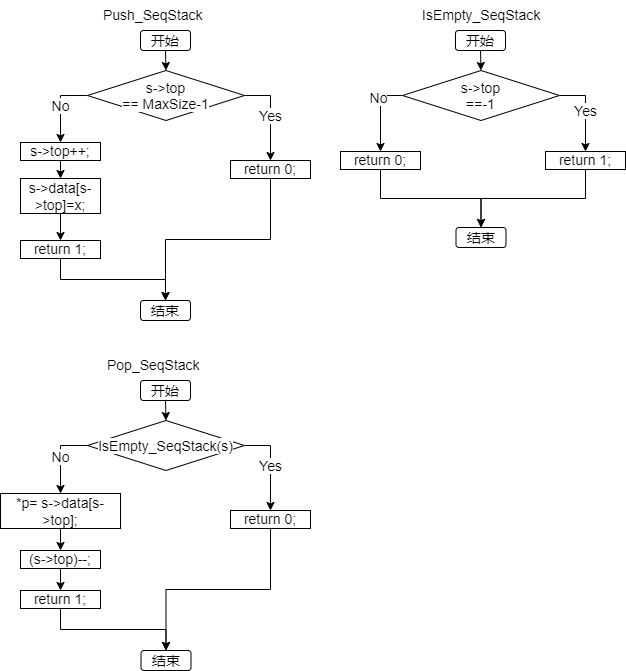 Push_SeqStack
开始
s->top
== MaxSize-1
No
Yes
s->top++;
return 0;
s->data[s-
>top]=x;
return 1;
结束
IsEmpty_SeqStack
开始
s->top
==-1
No
Yes
return 0;
return 1;
结束
Pop_SeqStack
开始
IsEmpty_SeqStack(s)
No
Yes
*p= s->data[s-
>top];
return 0;
(s->top)--;
return 1;
结束